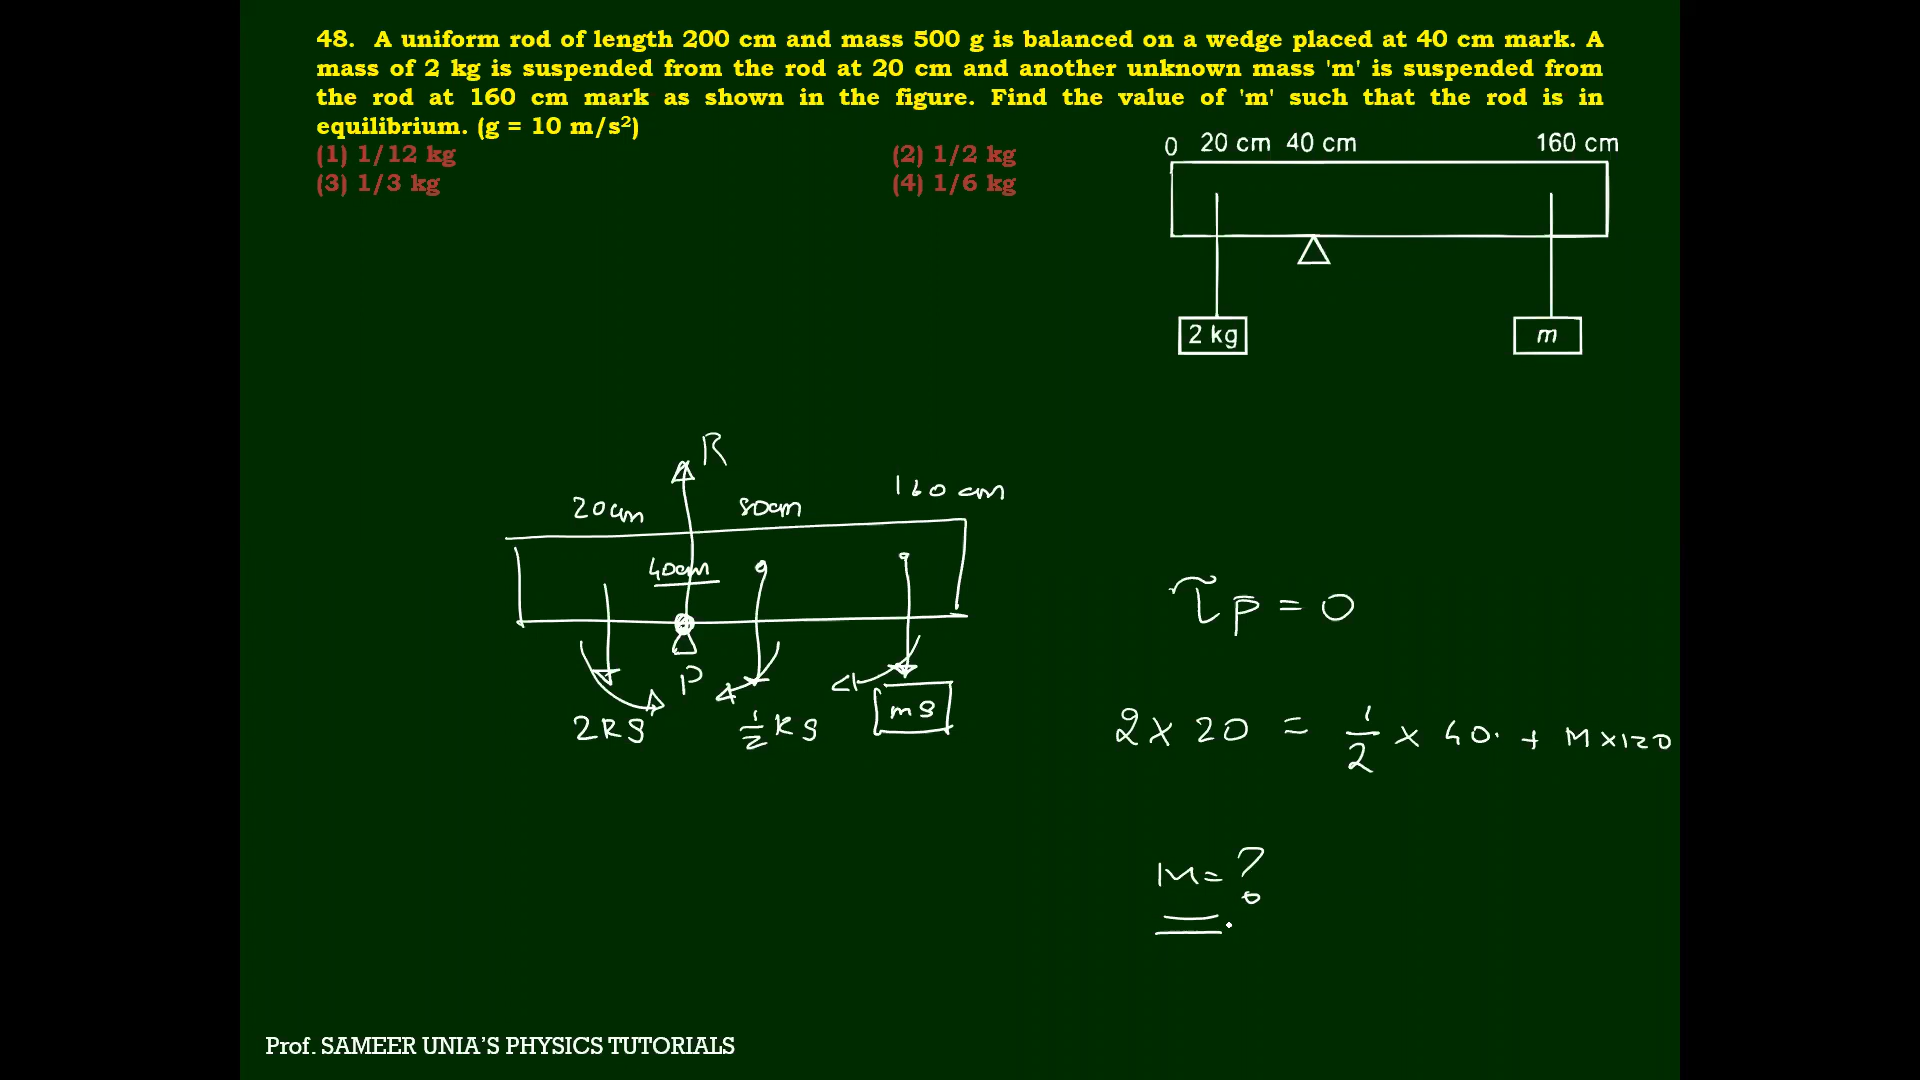 48. A uniform rod of length 200 cm and mass 500 g is balanced on a wedge placed at 40 cm mark. A
mass of 2 kg is suspended from the rod at 20 cm and another unknown mass 'm' is suspended from
the rod at 160 cm mark as shown in the figure. Find the value of 'm' such that the rod is in
equilibrium. (g = 10 m/s²)
(1) 1/12 kg (2) 1/2 kg
(3) 1/3 kg (4) 1/6 kg
0 20 cm 40 cm 160 cm
2 kg m
R
20cm 80cm 160 cm
40cm
P
2kg ½kg mg
τp = 0
2 × 20 = ½ × 40 + M×120
M = ?
Prof. SAMEER UNIA'S PHYSICS TUTORIALS